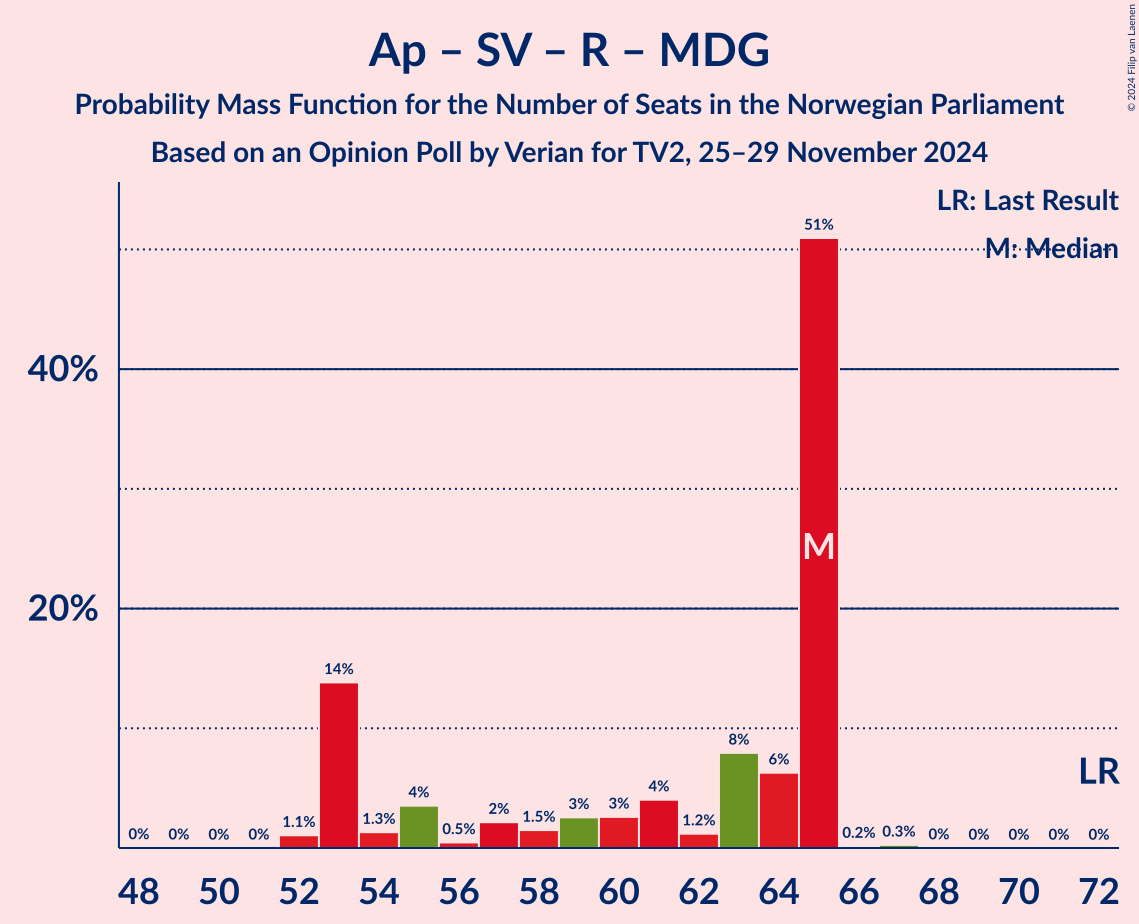 Ap – SV – R – MDG
Probability Mass Function for the Number of Seats in the Norwegian Parliament
Based on an Opinion Poll by Verian for TV2, 25–29 November 2024
© 2024 Filip van Laenen
LR: Last Result
M: Median
40%
20%
0% 0% 0% 0% 1.1% 14% 1.3% 4% 0.5% 2% 1.5% 3% 3% 4% 1.2% 8% 6% 51% 0.2% 0.3% 0% 0% 0% 0% 0%
M
LR
48 50 52 54 56 58 60 62 64 66 68 70 72